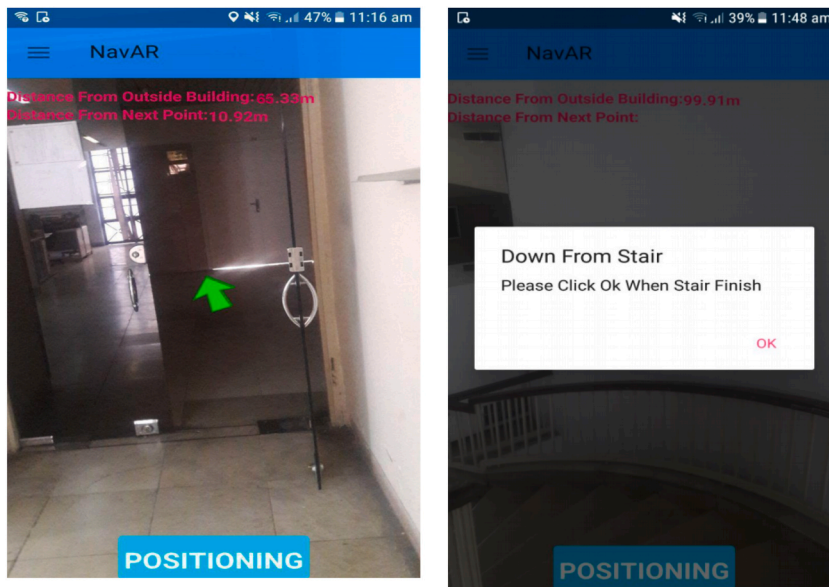 47% 11:16 am
NavAR
Distance From Outside Building:65.33m
Distance From Next Point:10.92m
POSITIONING
39% 11:48 am
NavAR
Distance From Outside Building:99.91m
Distance From Next Point:
Down From Stair
Please Click Ok When Stair Finish
OK
POSITIONING